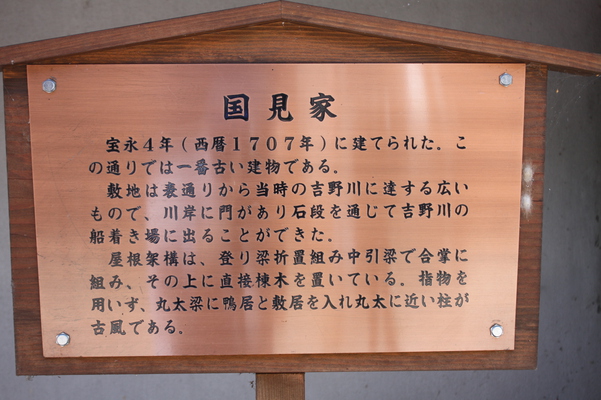 国見家
宝永4年(西暦1707年)に建てられた。こ
の通りでは一番古い建物である。
敷地は裏通りから当時の吉野川に達する広い
もので、川岸に門があり石段を通じて吉野川の
船着き場に出ることができた。
屋根架構は、登り梁折置組み中引梁で合掌に
組み、その上に直接棟木を置いている。指物を
用いず、丸太梁に鴨居と敷居を入れ丸太に近い柱が
古風である。